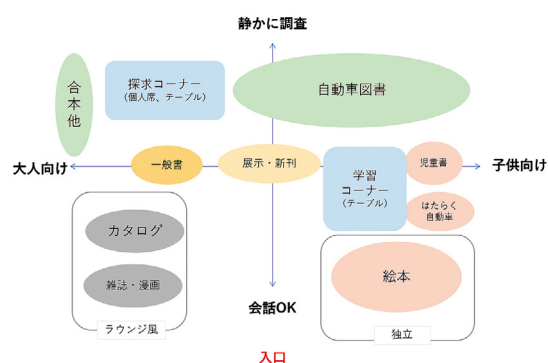 静かに調査
合
本
他
探求コーナー
（個人席、テーブル）
自動車図書
大人向け
一般書
展示・新刊
学習
コーナー
（テーブル）
児童書
子供向け
はたらく
自動車
カタログ
雑誌・漫画
ラウンジ風
会話OK
絵本
独立
入口